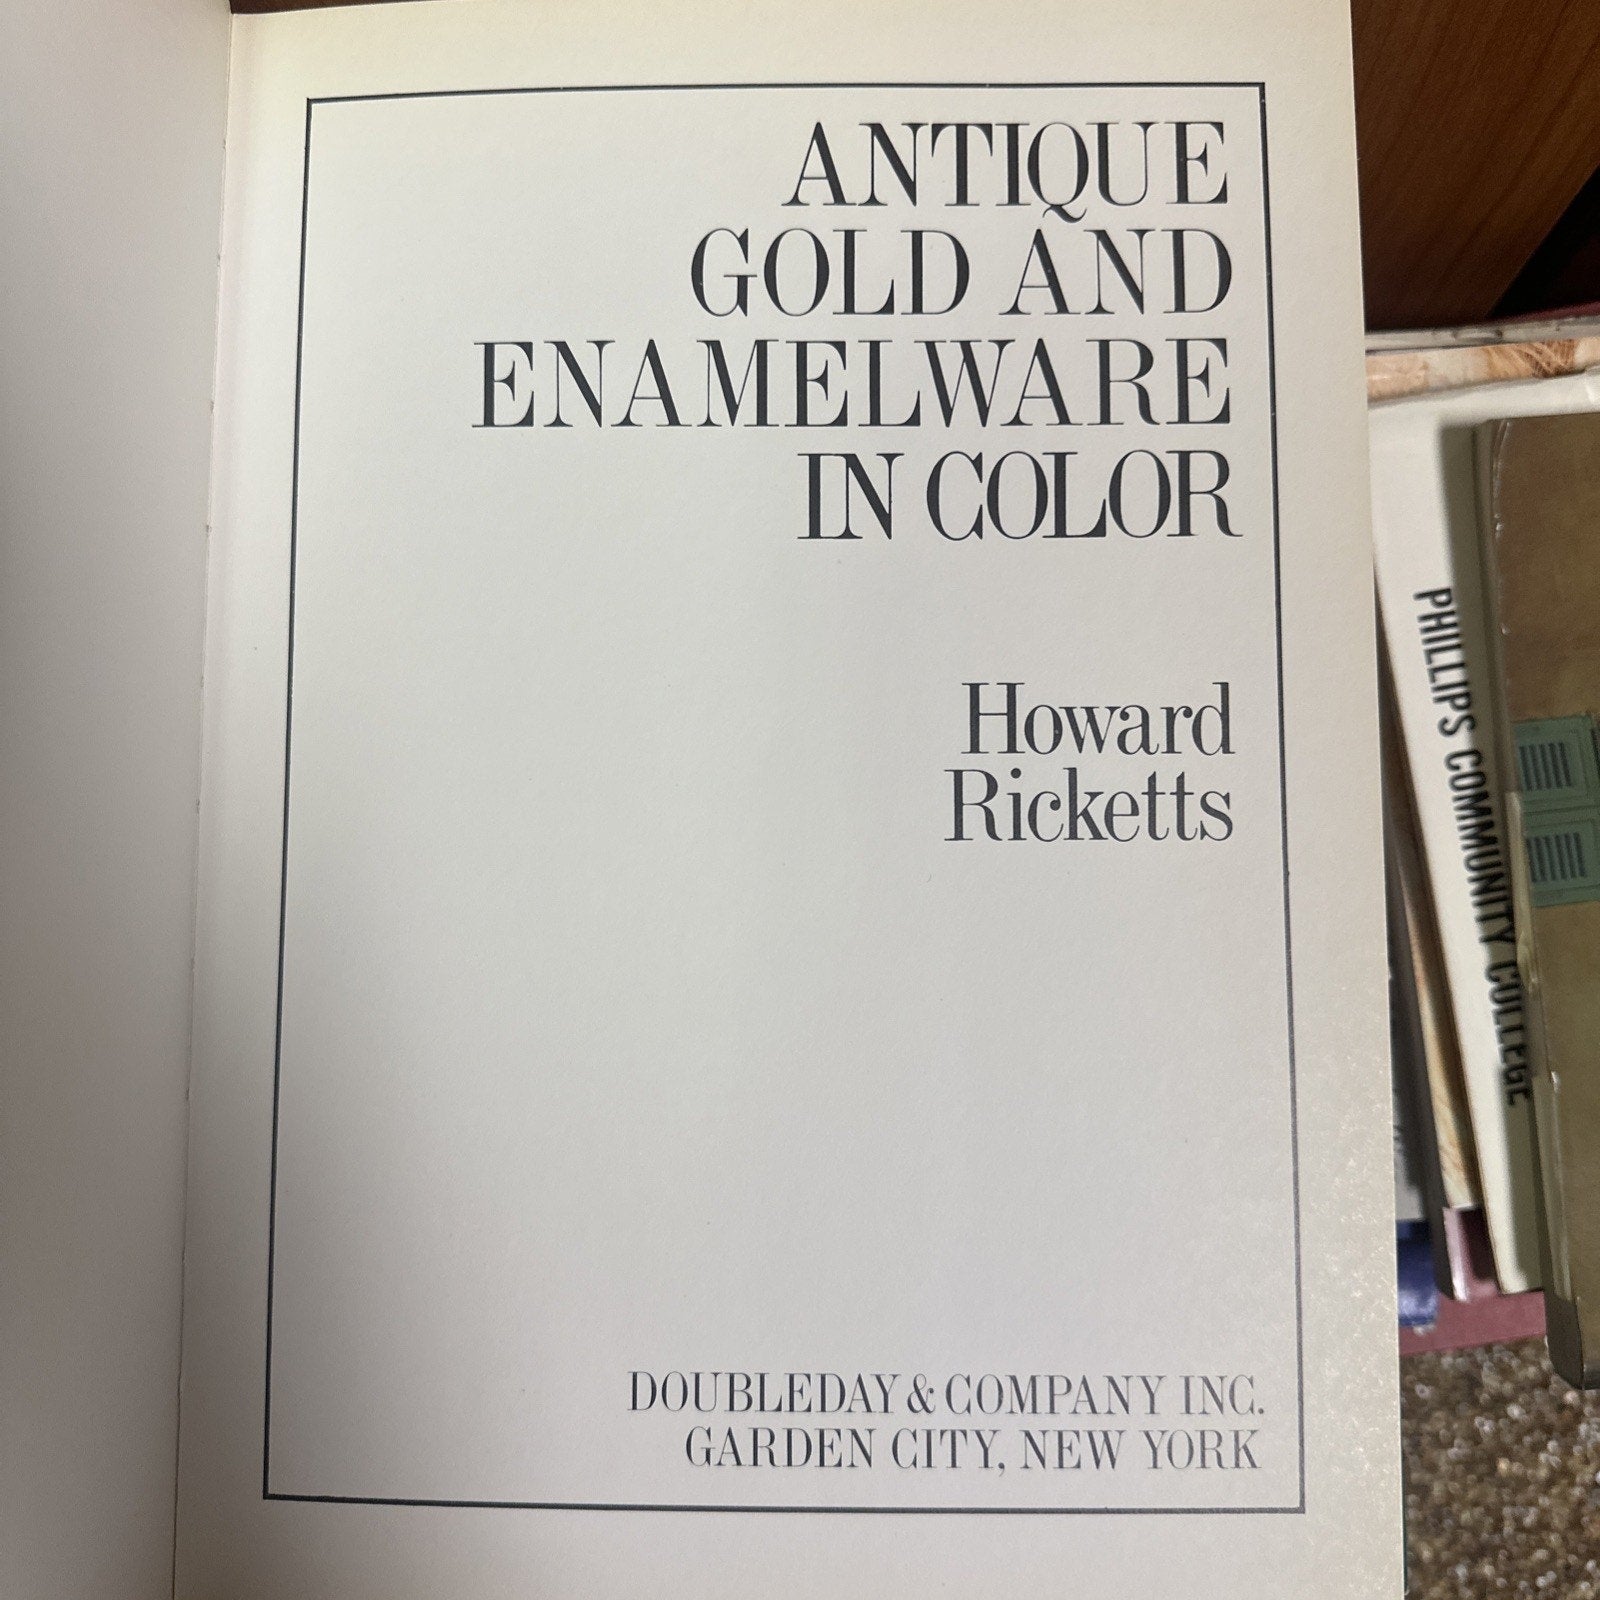 ANTIQUE
GOLD AND
ENAMELWARE
IN COLOR
Howard
Ricketts
DOUBLEDAY & COMPANY INC.
GARDEN CITY, NEW YORK
PHILLIPS COMMUNITY COLLEGE